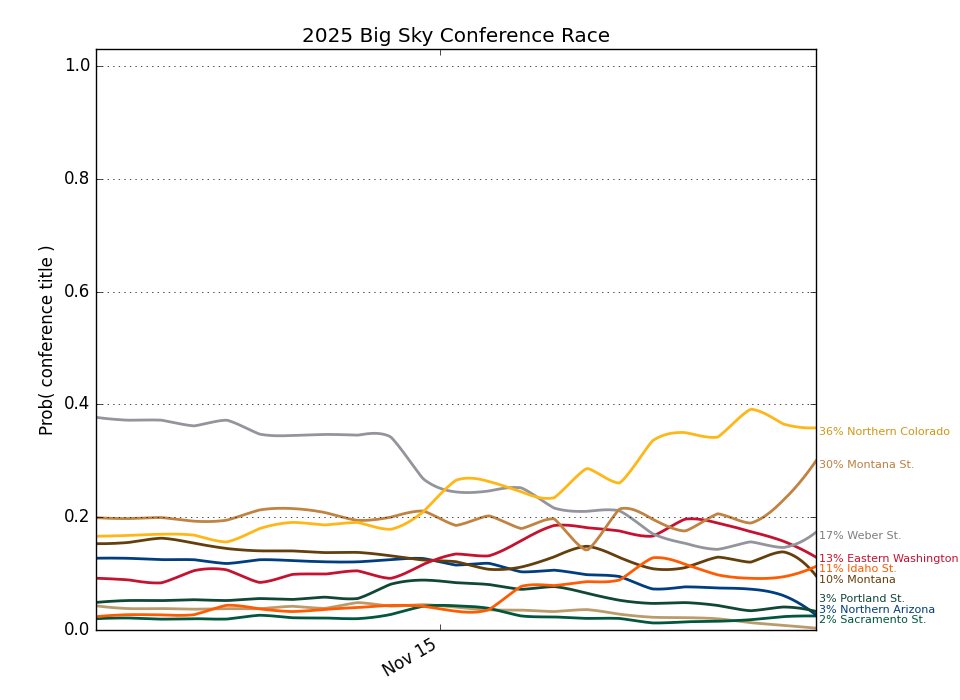 2025 Big Sky Conference Race
Prob( conference title )
1.0
0.8
0.6
0.4
0.2
0.0
Nov 15
36% Northern Colorado
30% Montana St.
17% Weber St.
13% Eastern Washington
11% Idaho St.
10% Montana
3% Portland St.
3% Northern Arizona
2% Sacramento St.